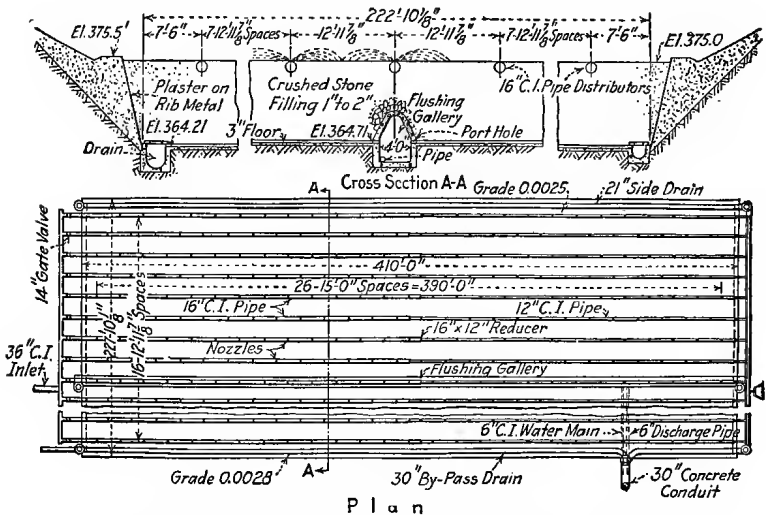 222'-10⅛"
El. 375.5'
7'-6"
7-12'-11⅞" Spaces
12'-11⅞"
12'-11⅞"
7-12'-11⅞" Spaces
7'-6"
El. 375.0
Plaster on
Rib Metal
Crushed Stone
Filling 1" to 2"
Flushing
Gallery
16" C.I. Pipe Distributors
El. 364.21
3" Floor
El. 364.71
Port Hole
Drain
4'-0"
Pipe
Cross Section A-A
A
Grade 0.0025
21" Side Drain
14" Gate Valve
410'-0"
26-15'-0" Spaces = 390'-0"
16" C.I. Pipe
12" C.I. Pipe
227'-10⅛"
16-12'-11⅞" Spaces
16" x 12" Reducer
Nozzles
36" C.I.
Inlet
Flushing Gallery
6" C.I. Water Main
6" Discharge Pipe
Grade 0.0028
A
30" By-Pass Drain
30" Concrete
Conduit
Plan